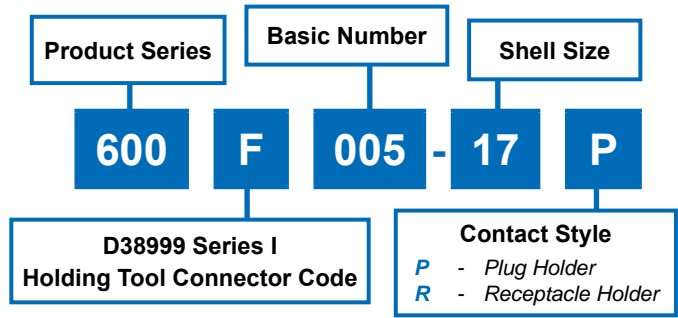 Product Series
Basic Number
Shell Size
600 F 005 - 17 P
D38999 Series I
Holding Tool Connector Code
Contact Style
P - Plug Holder
R - Receptacle Holder